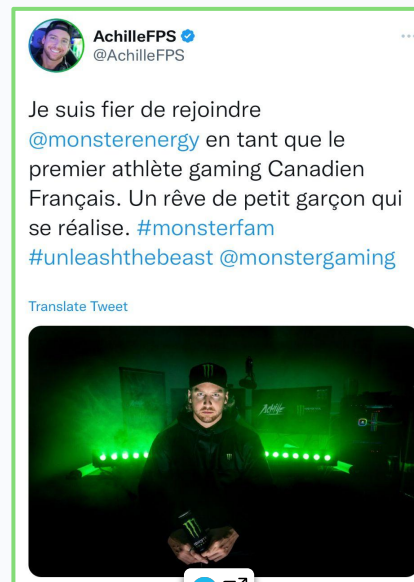 AchilleFPS
@AchilleFPS
Je suis fier de rejoindre
@monsterenergy en tant que le
premier athlète gaming Canadien
Français. Un rêve de petit garçon qui
se réalise. #monsterfam
#unleashthebeast @monstergaming
Translate Tweet
Achille